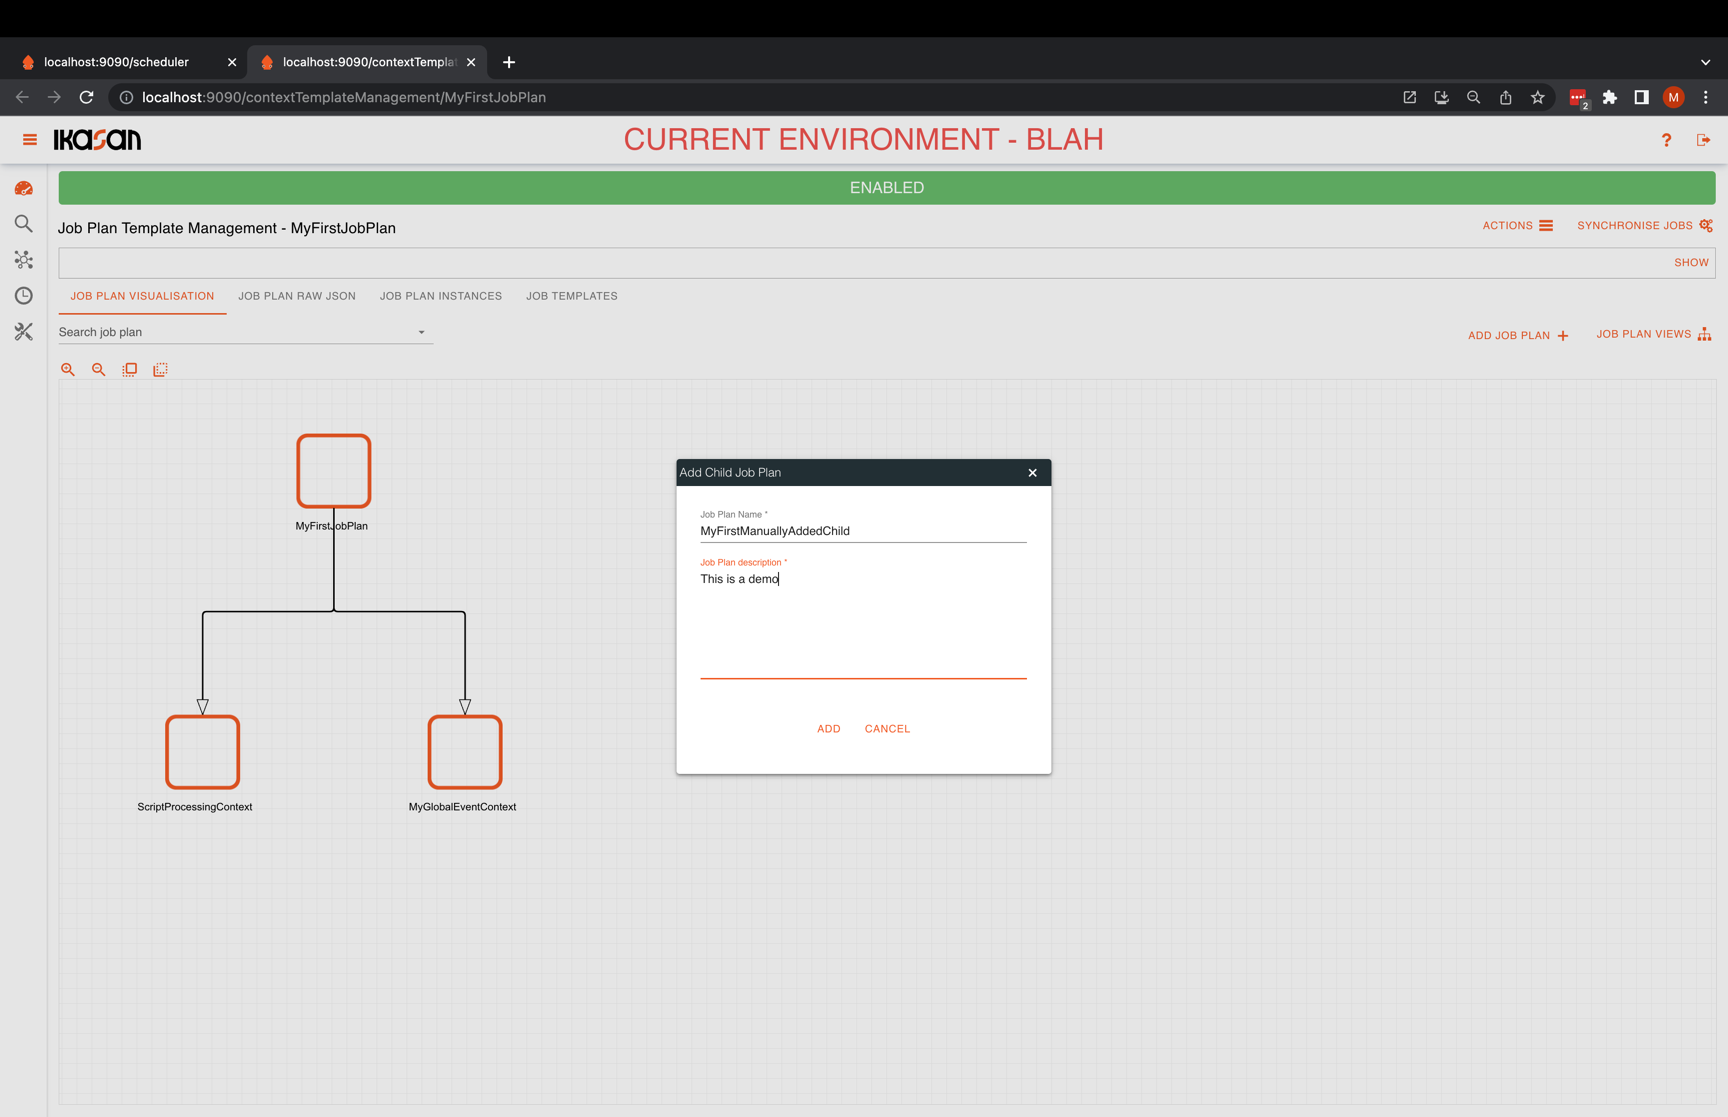 localhost:9090/scheduler
localhost:9090/contextTempla
localhost:9090/contextTemplateManagement/MyFirstJobPlan
2
M
IKASAN
CURRENT ENVIRONMENT - BLAH
?
ENABLED
Job Plan Template Management - MyFirstJobPlan
ACTIONS
SYNCHRONISE JOBS
SHOW
JOB PLAN VISUALISATION
JOB PLAN RAW JSON
JOB PLAN INSTANCES
JOB TEMPLATES
Search job plan
ADD JOB PLAN +
JOB PLAN VIEWS
MyFirstJobPlan
ScriptProcessingContext
MyGlobalEventContext
Add Child Job Plan
Job Plan Name *
MyFirstManuallyAddedChild
Job Plan description *
This is a demo
ADD
CANCEL